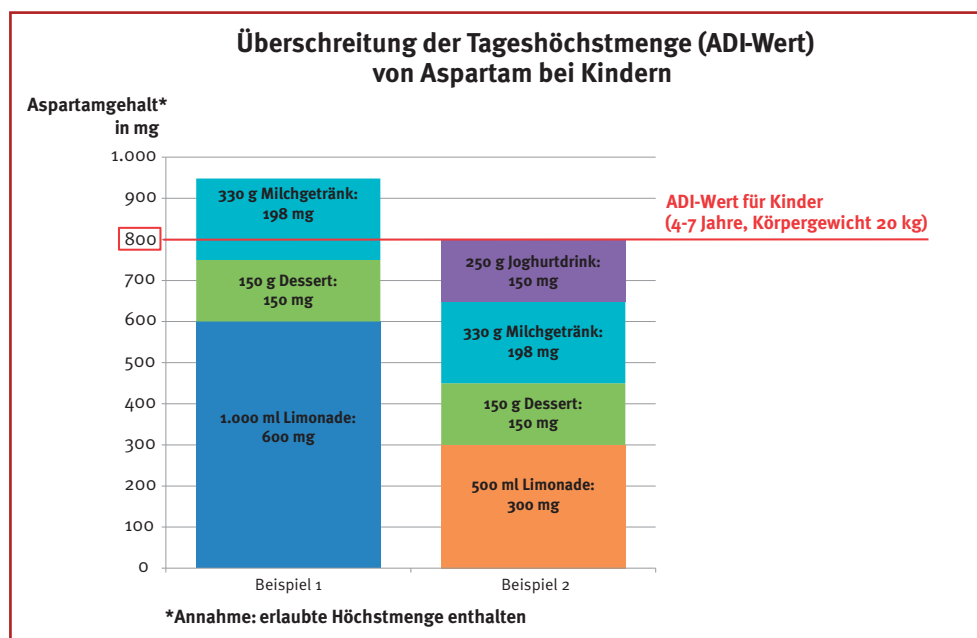 Überschreitung der Tageshöchstmenge (ADI-Wert)
von Aspartam bei Kindern
Aspartamgehalt*
in mg
1.000
900
800
700
600
500
400
300
200
100
0
330 g Milchgetränk:
198 mg
150 g Dessert:
150 mg
1.000 ml Limonade:
600 mg
250 g Joghurtdrink:
150 mg
330 g Milchgetränk:
198 mg
150 g Dessert:
150 mg
500 ml Limonade:
300 mg
ADI-Wert für Kinder
(4-7 Jahre, Körpergewicht 20 kg)
Beispiel 1
Beispiel 2
*Annahme: erlaubte Höchstmenge enthalten